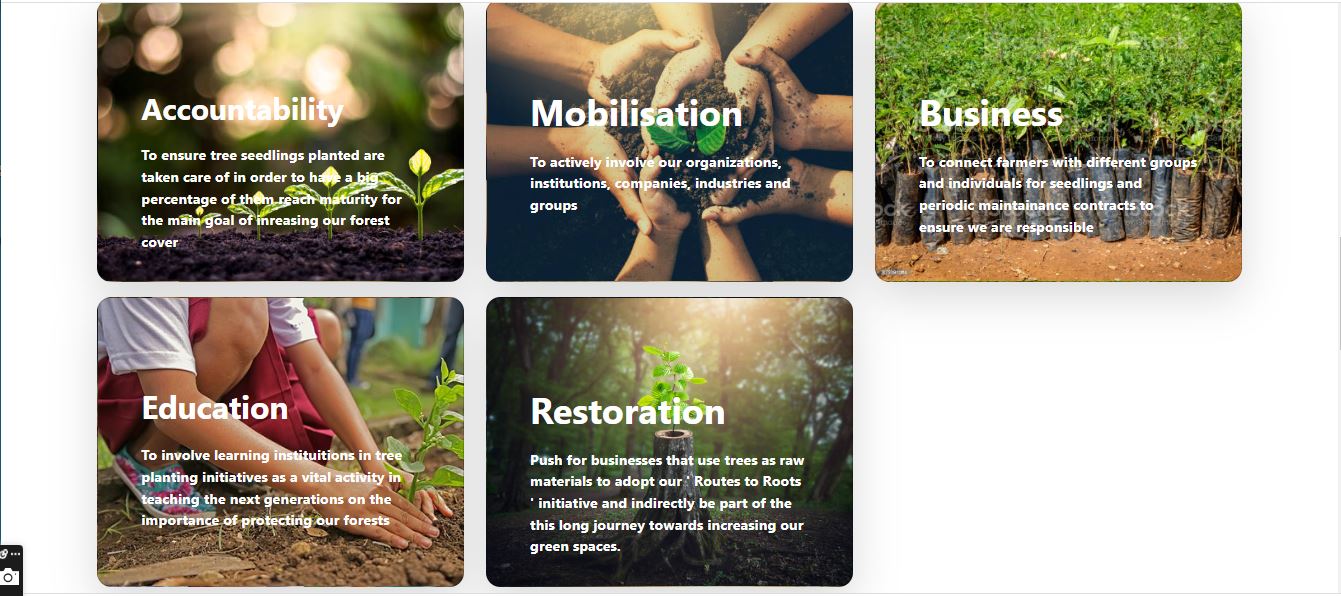 Accountability
To ensure tree seedlings planted are
taken care of in order to have a big
percentage of them reach maturity for
the main goal of inreasing our forest
cover
Mobilisation
To actively involve our organizations,
institutions, companies, industries and
groups
Business
To connect farmers with different groups
and individuals for seedlings and
periodic maintainance contracts to
ensure we are responsible
Education
To involve learning instituitions in tree
planting initiatives as a vital activity in
teaching the next generations on the
importance of protecting our forests
Restoration
Push for businesses that use trees as raw
materials to adopt our ' Routes to Roots
' initiative and indirectly be part of the
this long journey towards increasing our
green spaces.